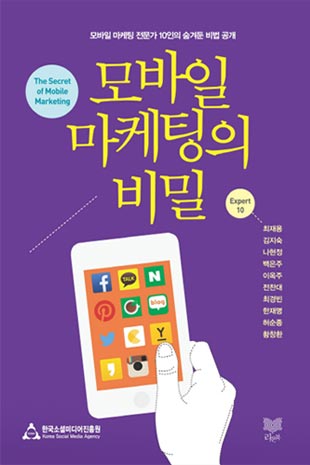 모바일 마케팅 전문가 10인의 숨겨둔 비법 공개
The Secret
of Mobile
Marketing
모바일
마케팅의
비밀
Expert
10
최재용
김지숙
나현정
백은주
이옥주
전찬대
최경빈
한재명
허순종
황창환
f
TALK
N
blog
Y
한국소셜미디어진흥원
Korea Social Media Agency